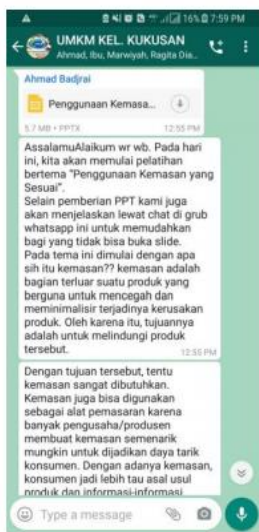 16% 7:59 PM
UMKM KEL. KUKUSAN
Ahmad, Ibu, Marwiyah, Ragita Dia...
Ahmad Badjrai
Penggunaan Kemasa...
5.7 MB • PPTX 12:55 PM
AssalamuAlaikum wr wb. Pada hari
ini, kita akan memulai pelatihan
bertema "Penggunaan Kemasan yang
Sesuai".
Selain pemberian PPT kami juga
akan menjelaskan lewat chat di grub
whatsapp ini untuk memudahkan
bagi yang tidak bisa buka slide.
Pada tema ini dimulai dengan apa
sih itu kemasan?? kemasan adalah
bagian terluar suatu produk yang
berguna untuk mencegah dan
meminimalisir terjadinya kerusakan
produk. Oleh karena itu, tujuannya
adalah untuk melindungi produk
tersebut. 12:55 PM
Dengan tujuan tersebut, tentu
kemasan sangat dibutuhkan.
Kemasan juga bisa digunakan
sebagai alat pemasaran karena
banyak pengusaha/produsen
membuat kemasan semenarik
mungkin untuk dijadikan daya tarik
konsumen. Dengan adanya kemasan,
konsumen jadi lebih tau asal usul
produk dan informasi-informasi
Type a message